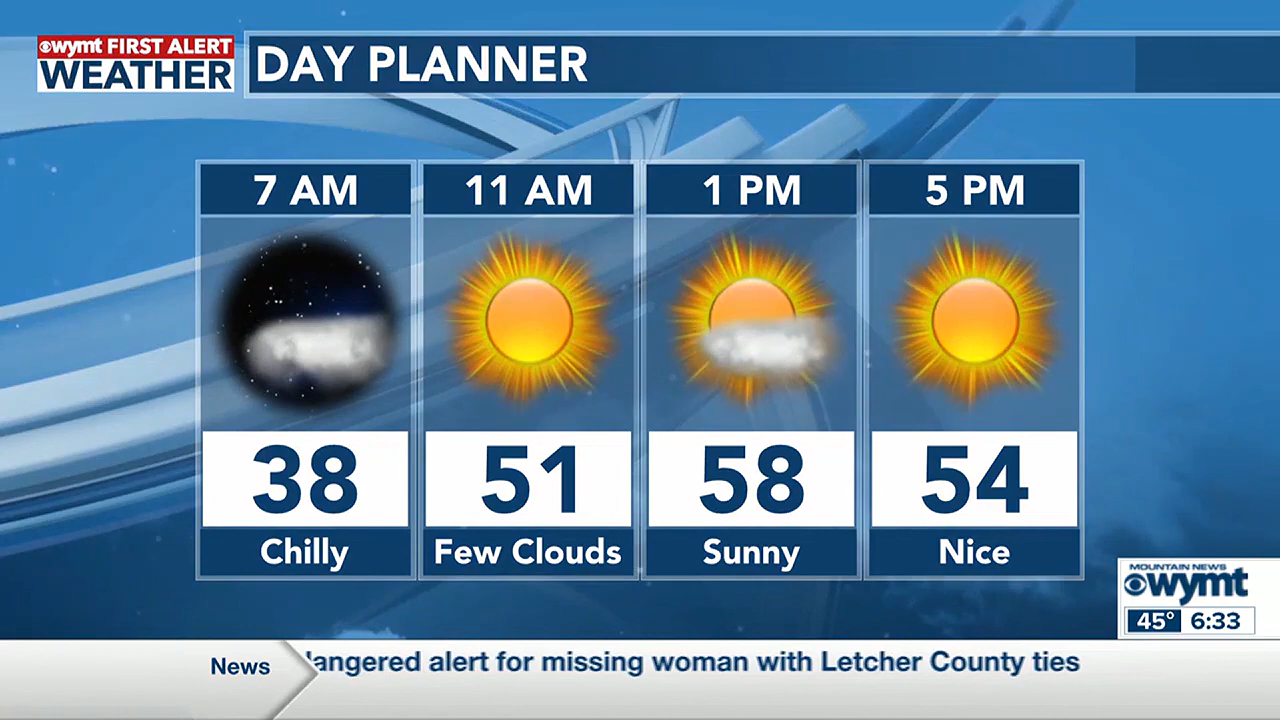 wymt FIRST ALERT
WEATHER
DAY PLANNER
7 AM
11 AM
1 PM
5 PM
38
51
58
54
Chilly
Few Clouds
Sunny
Nice
MOUNTAIN NEWS
wymt
45° 6:33
News
alert for missing woman with Letcher County ties